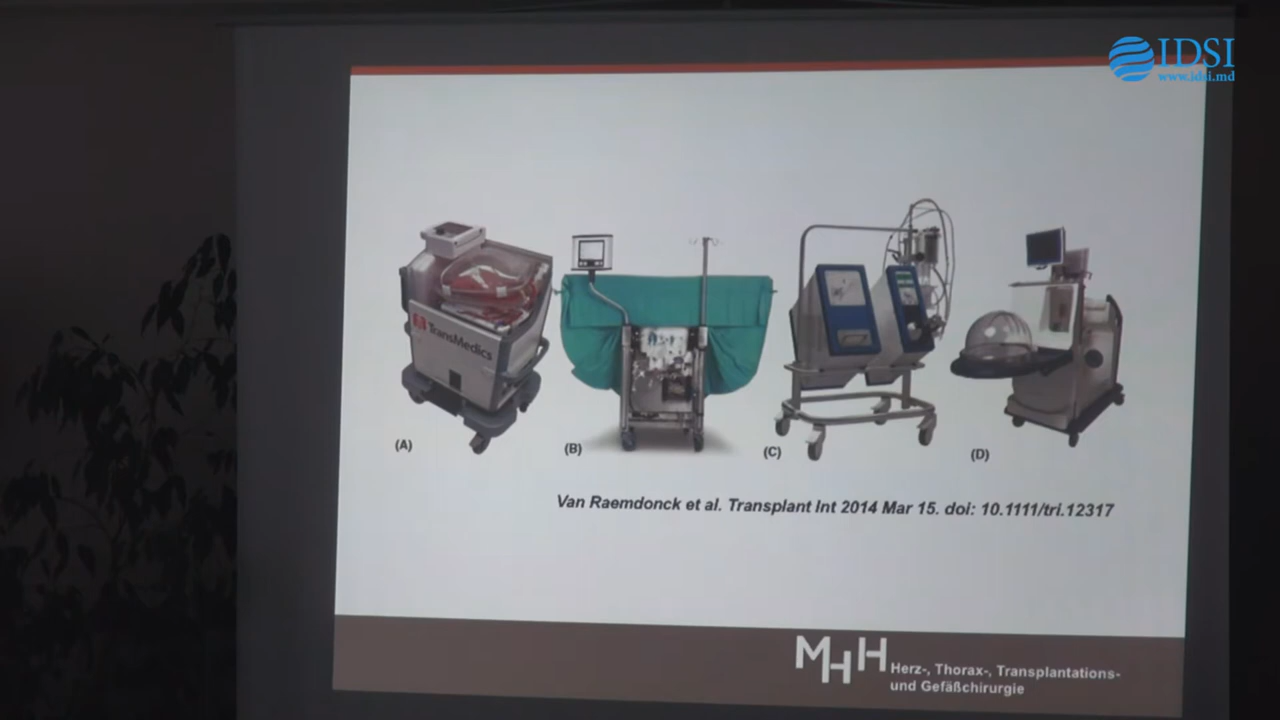 IDSI
www.idsi.md
TransMedics
(A)
(B)
(C)
(D)
Van Raemdonck et al. Transplant Int 2014 Mar 15. doi: 10.1111/tri.12317
MHH
Herz-, Thorax-, Transplantations-
und Gefäßchirurgie